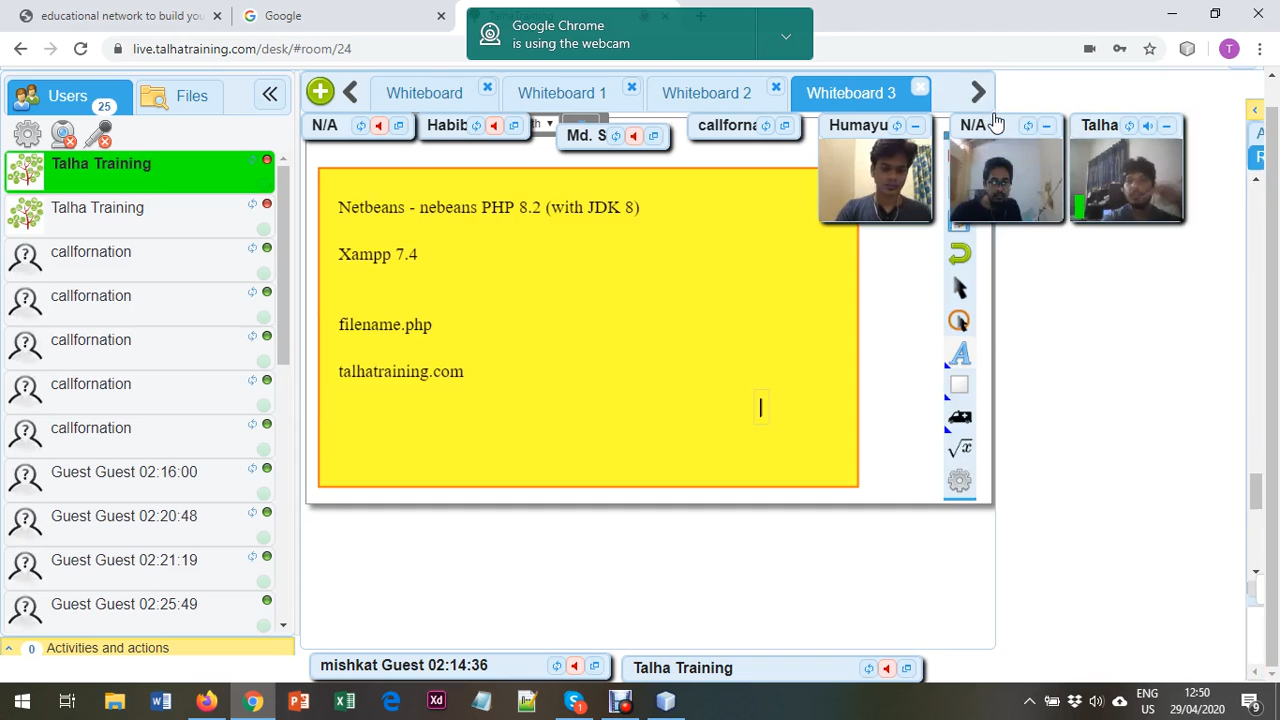 educational network to build you
Google
TalhaTraining
Google Chrome
is using the webcam
live.talhatraining.com/desk/#room/24
T
Users
25
Files
Whiteboard
Whiteboard 1
Whiteboard 2
Whiteboard 3
N/A
Habib
Md. S
callforna
Humayu
N/A
Talha
Talha Training
Talha Training
callfornation
callfornation
callfornation
callfornation
callfornation
Guest Guest 02:16:00
Guest Guest 02:20:48
Guest Guest 02:21:19
Guest Guest 02:25:49
Netbeans - nebeans PHP 8.2 (with JDK 8)
Xampp 7.4
filename.php
talhatraining.com
A
√x
0 Activities and actions
mishkat Guest 02:14:36
Talha Training
ENG
US
12:50
29/04/2020
9